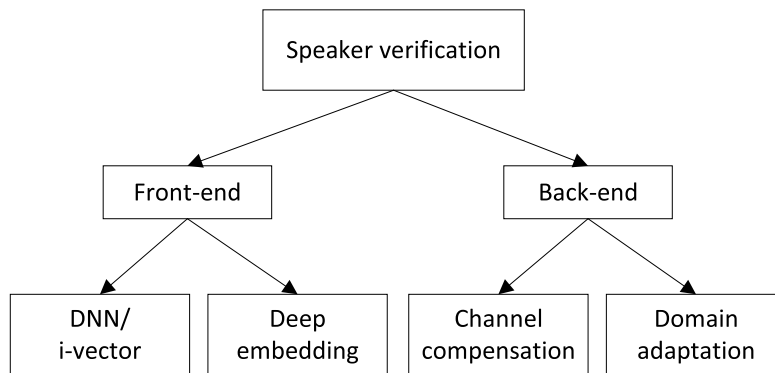 Speaker verification
Front-end
Back-end
DNN/
i-vector
Deep
embedding
Channel
compensation
Domain
adaptation